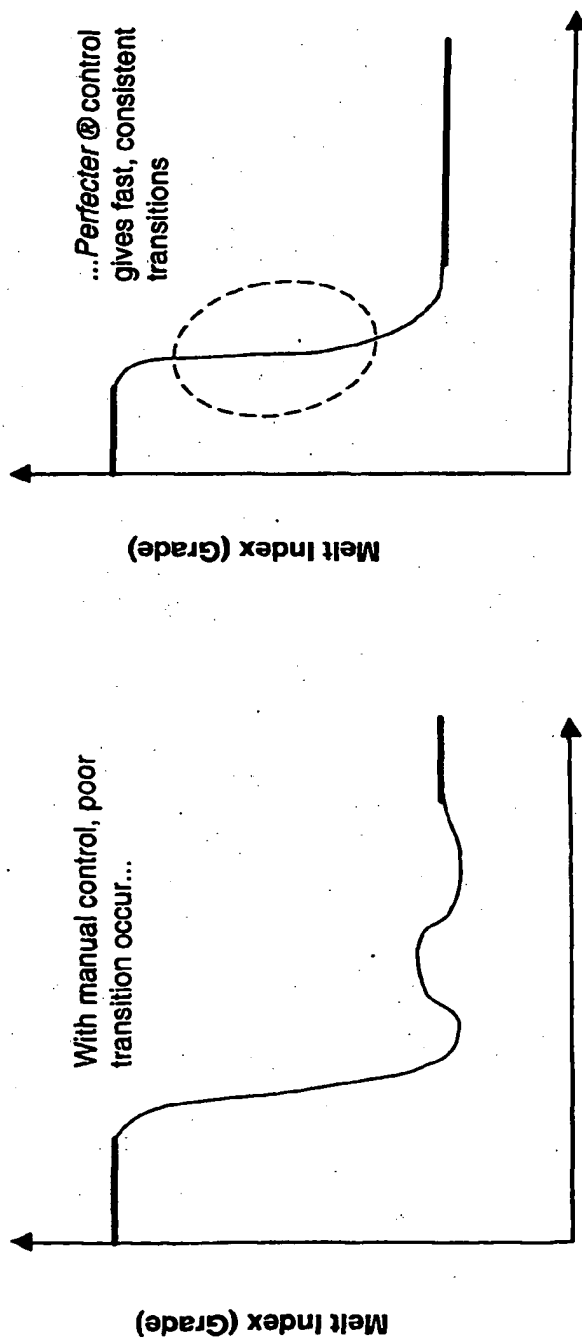 With manual control, poor
transition occur...
Melt Index (Grade)
...Perfecter ® control
gives fast, consistent
transitions
Melt Index (Grade)